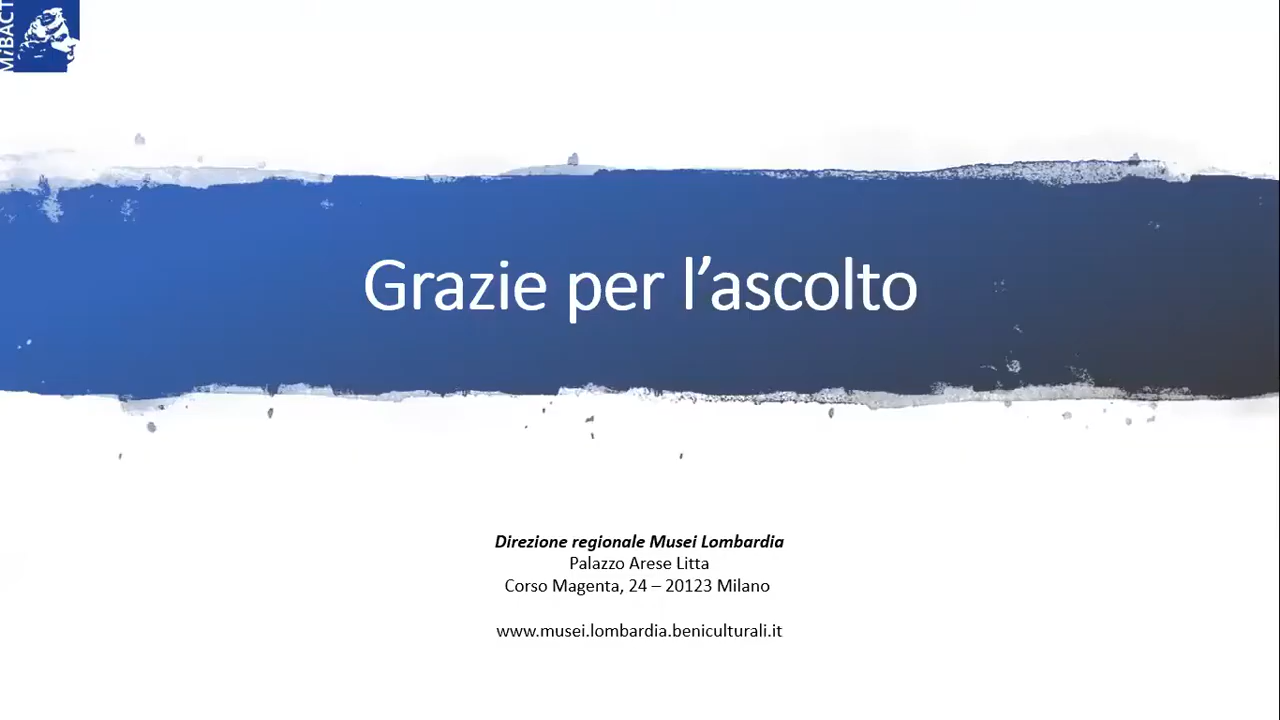 MiBACT
Grazie per l’ascolto
Direzione regionale Musei Lombardia
Palazzo Arese Litta
Corso Magenta, 24 – 20123 Milano
www.musei.lombardia.beniculturali.it